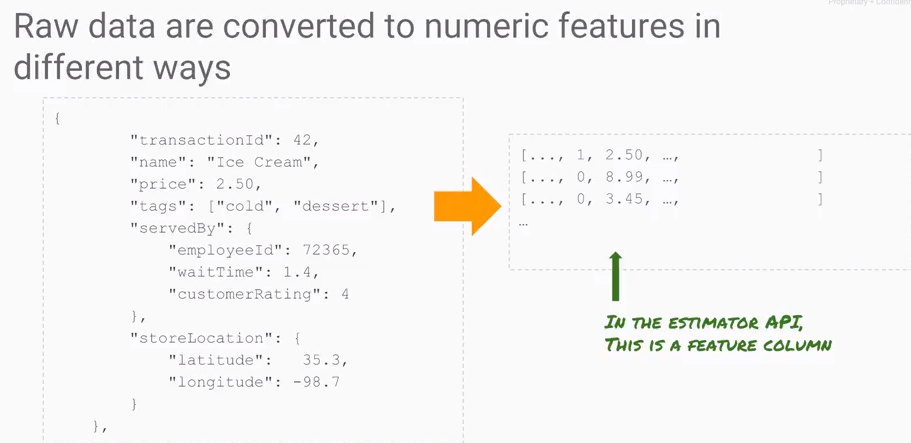 Proprietary + Confident
Raw data are converted to numeric features in
different ways
{
"transactionId": 42,
"name": "Ice Cream",
"price": 2.50,
"tags": ["cold", "dessert"],
"servedBy": {
"employeeId": 72365,
"waitTime": 1.4,
"customerRating": 4
},
"storeLocation": {
"latitude": 35.3,
"longitude": -98.7
}
},
[..., 1, 2.50, …, ]
[..., 0, 8.99, …, ]
[..., 0, 3.45, …, ]
…
IN THE ESTIMATOR API,
THIS IS A FEATURE COLUMN